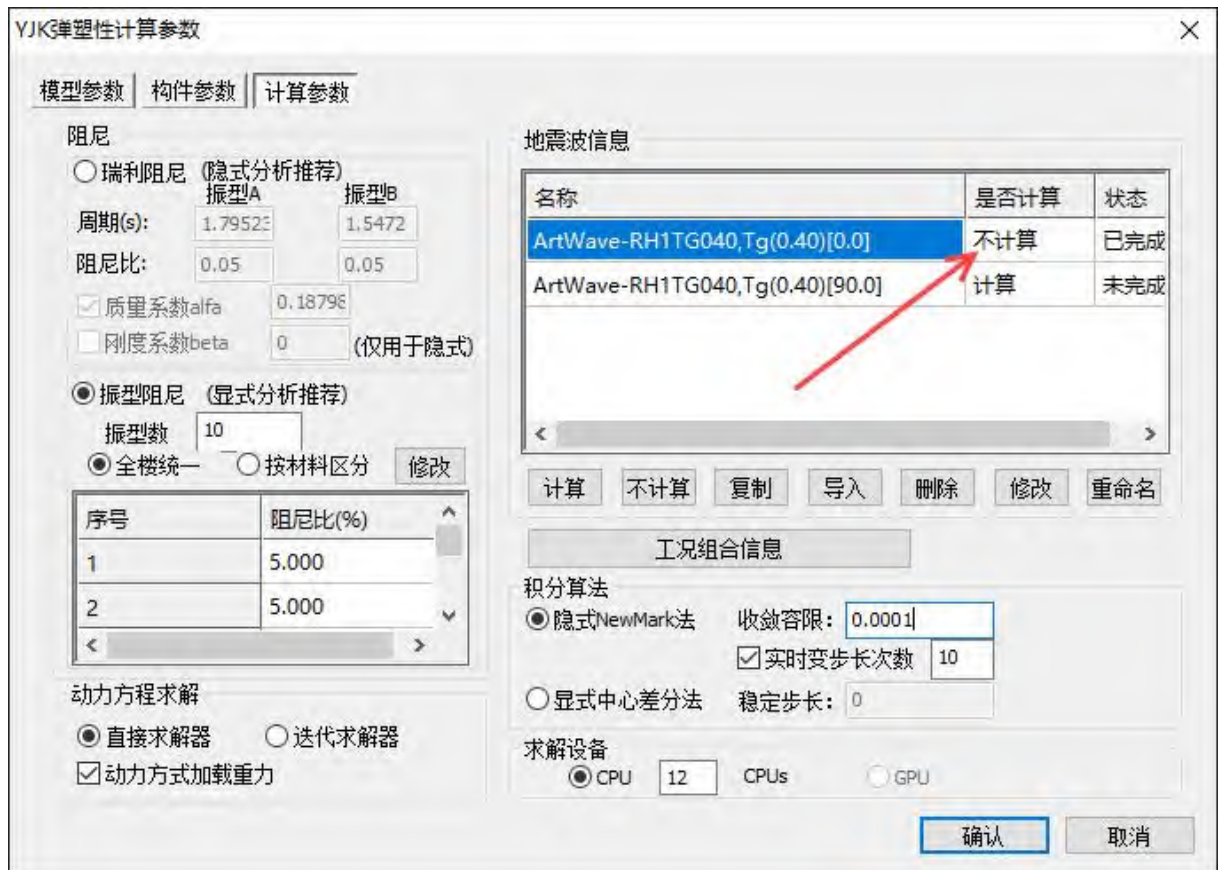 YJK弹塑性计算参数
模型参数 构件参数 计算参数
阻尼
瑞利阻尼 (隐式分析推荐)
振型A 振型B
周期(s): 1.7952 1.5472
阻尼比: 0.05 0.05
质量系数alfa 0.1879
刚度系数beta 0 (仅用于隐式)
振型阻尼 (显式分析推荐)
振型数 10
全楼统一 按材料区分 修改
序号 阻尼比(%)
1 5.000
2 5.000
动力方程求解
直接求解器 迭代求解器
动力方式加载重力
地震波信息
名称 是否计算 状态
ArtWave-RH1TG040,Tg(0.40)[0.0] 不计算 已完成
ArtWave-RH1TG040,Tg(0.40)[90.0] 计算 未完成
计算 不计算 复制 导入 删除 修改 重命名
工况组合信息
积分算法
隐式NewMark法 收敛容限: 0.0001
实时变步长次数 10
显式中心差分法 稳定步长: 0
求解设备
CPU 12 CPUs GPU
确认 取消